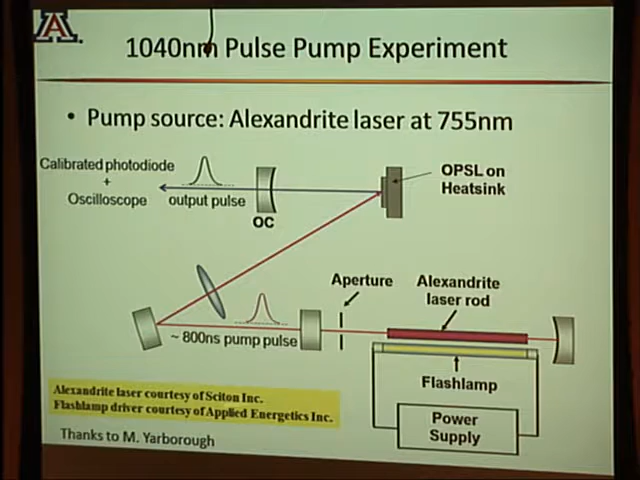 A
1040nm Pulse Pump Experiment
• Pump source: Alexandrite laser at 755nm
Calibrated photodiode
+
Oscilloscope
output pulse
OC
OPSL on
Heatsink
Aperture
Alexandrite
laser rod
~ 800ns pump pulse
Flashlamp
Power
Supply
Alexandrite laser courtesy of Sciton Inc.
Flashlamp driver courtesy of Applied Energetics Inc.
Thanks to M. Yarborough